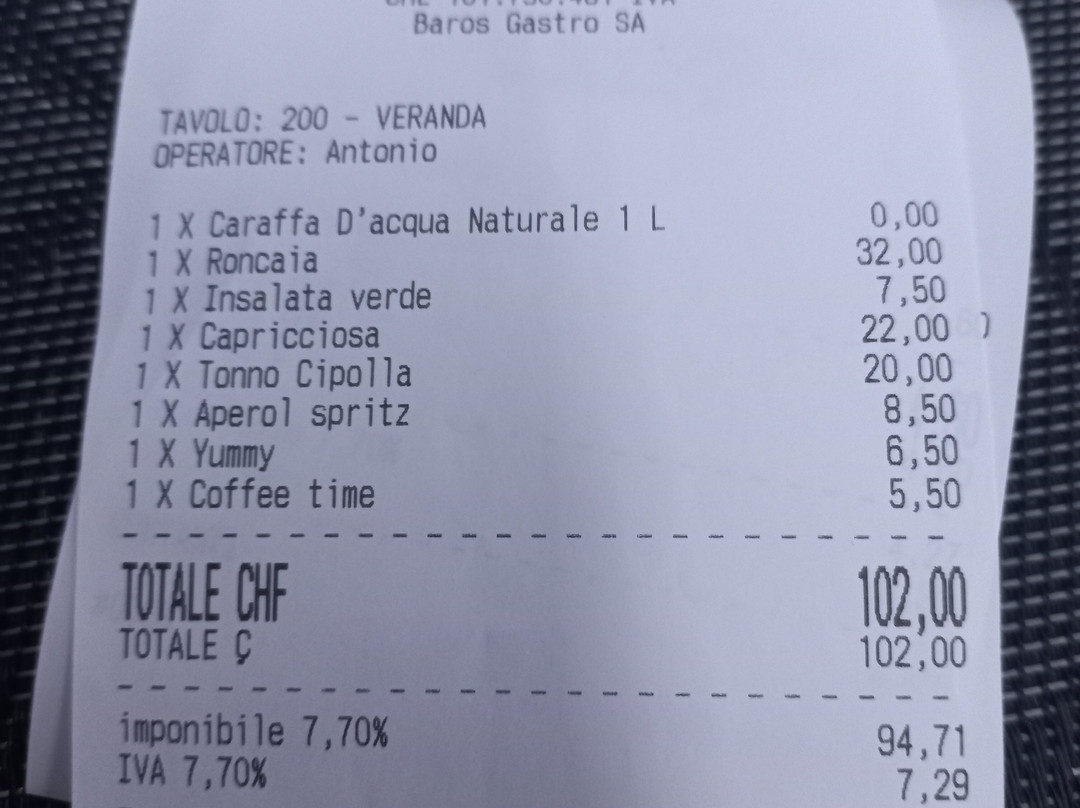 Baros Gastro SA
TAVOLO: 200 - VERANDA
OPERATORE: Antonio
1 X Caraffa D'acqua Naturale 1 L 0,00
1 X Roncaia 32,00
1 X Insalata verde 7,50
1 X Capricciosa 22,00 )
1 X Tonno Cipolla 20,00
1 X Aperol spritz 8,50
1 X Yummy 6,50
1 X Coffee time 5,50
TOTALE CHF 102,00
TOTALE Ç 102,00
imponibile 7,70% 94,71
IVA 7,70% 7,29